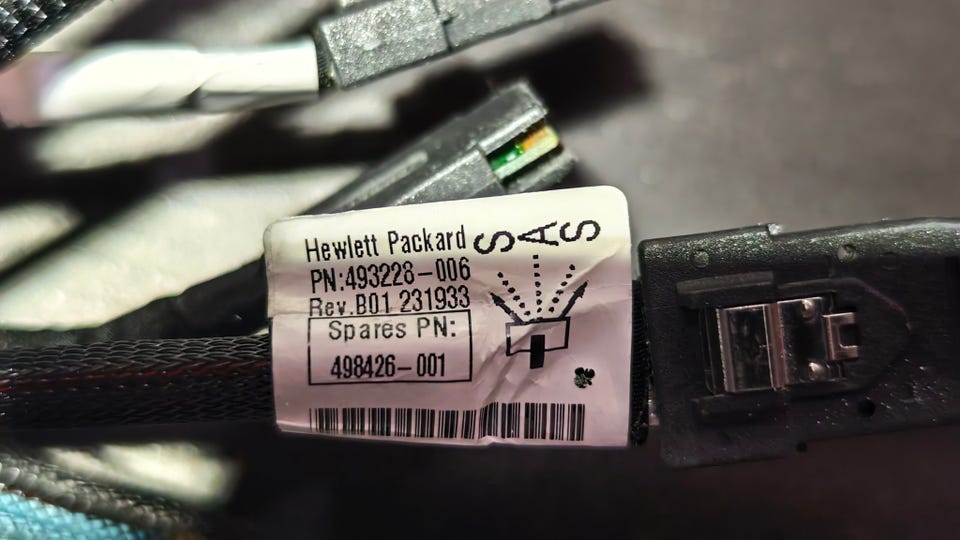 Hewlett Packard
PN:493228-006
Rev.B01 231933
Spares PN:
498426-001
SAS